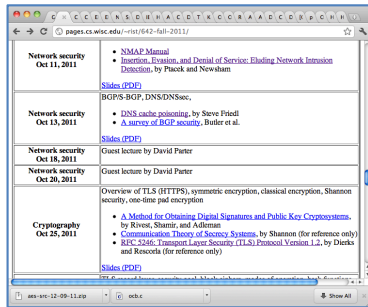 pages.cs.wisc.edu/~rist/642-fall-2011/
Network security
Oct 11, 2011
NMAP Manual
Insertion, Evasion, and Denial of Service: Eluding Network Intrusion
Detection, by Ptacek and Newsham
Slides (PDF)
Network security
Oct 13, 2011
BGP/S-BGP, DNS/DNSsec,
DNS cache poisoning, by Steve Friedl
A survey of BGP security, Butler et al.
Slides (PDF)
Network security
Oct 18, 2011
Guest lecture by David Parter
Network security
Oct 20, 2011
Guest lecture by David Parter
Cryptography
Oct 25, 2011
Overview of TLS (HTTPS), symmetric encryption, classical encryption, Shannon
security, one-time pad encryption
A Method for Obtaining Digital Signatures and Public Key Cryptosystems,
by Rivest, Shamir, and Adleman
Communication Theory of Secrecy Systems, by Shannon (for reference only)
RFC 5246: Transport Layer Security (TLS) Protocol Version 1.2, by Dierks
and Rescorla (for reference only)
Slides (PDF)
aes-src-12-09-11.zip
ocb.c
Show All